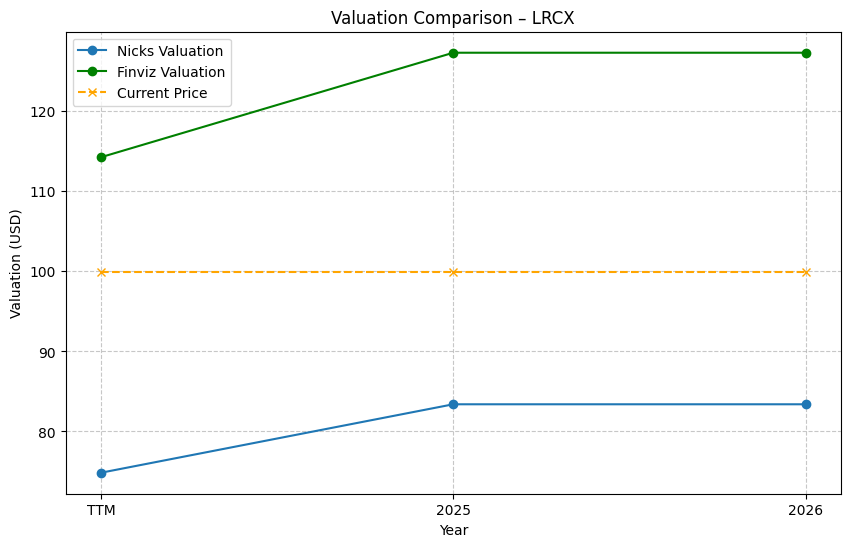 Valuation Comparison – LRCX
Nicks Valuation
Finviz Valuation
Current Price
Valuation (USD)
120
110
100
90
80
TTM
2025
2026
Year